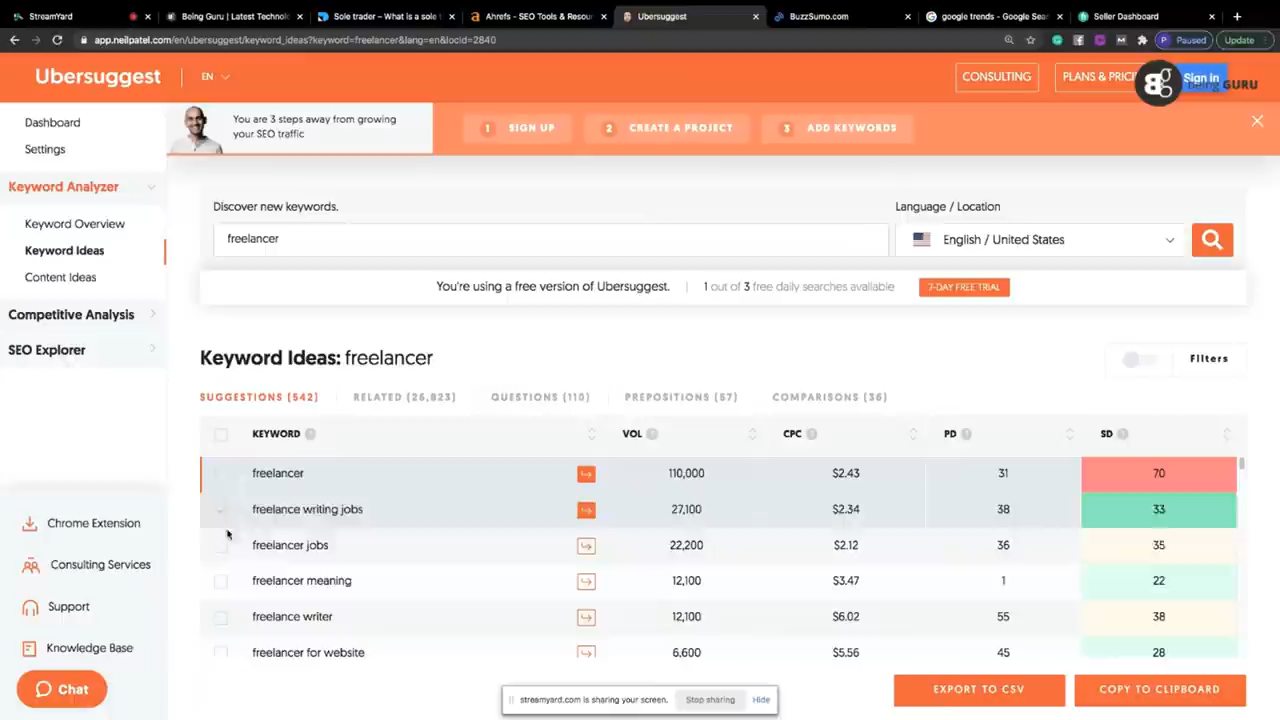 StreamYard
Being Guru | Latest Technol
Sole trader – What is a sole t
Ahrefs - SEO Tools & Resour
Ubersuggest
BuzzSumo.com
google trends - Google Sear
Seller Dashboard
app.neilpatel.com/en/ubersuggest/keyword_ideas?keyword=freelancer&lang=en&locId=2840
P Paused
Update
Ubersuggest
EN
CONSULTING
PLANS & PRICI
Sign in
bg
being GURU
You are 3 steps away from growing
your SEO traffic
1 SIGN UP
2 CREATE A PROJECT
3 ADD KEYWORDS
Dashboard
Settings
Keyword Analyzer
Keyword Overview
Keyword Ideas
Content Ideas
Competitive Analysis
SEO Explorer
Chrome Extension
Consulting Services
Support
Knowledge Base
Chat
Discover new keywords.
Language / Location
freelancer
English / United States
You're using a free version of Ubersuggest. | 1 out of 3 free daily searches available
7-DAY FREE TRIAL
Keyword Ideas: freelancer
Filters
SUGGESTIONS (542) RELATED (26,823) QUESTIONS (110) PREPOSITIONS (57) COMPARISONS (36)
KEYWORD VOL CPC PD SD
freelancer 110,000 $2.43 31 70
freelance writing jobs 27,100 $2.34 38 33
freelancer jobs 22,200 $2.12 36 35
freelancer meaning 12,100 $3.47 1 22
freelance writer 12,100 $6.02 55 38
freelancer for website 6,600 $5.56 45 28
EXPORT TO CSV
COPY TO CLIPBOARD
streamyard.com is sharing your screen. Stop sharing Hide